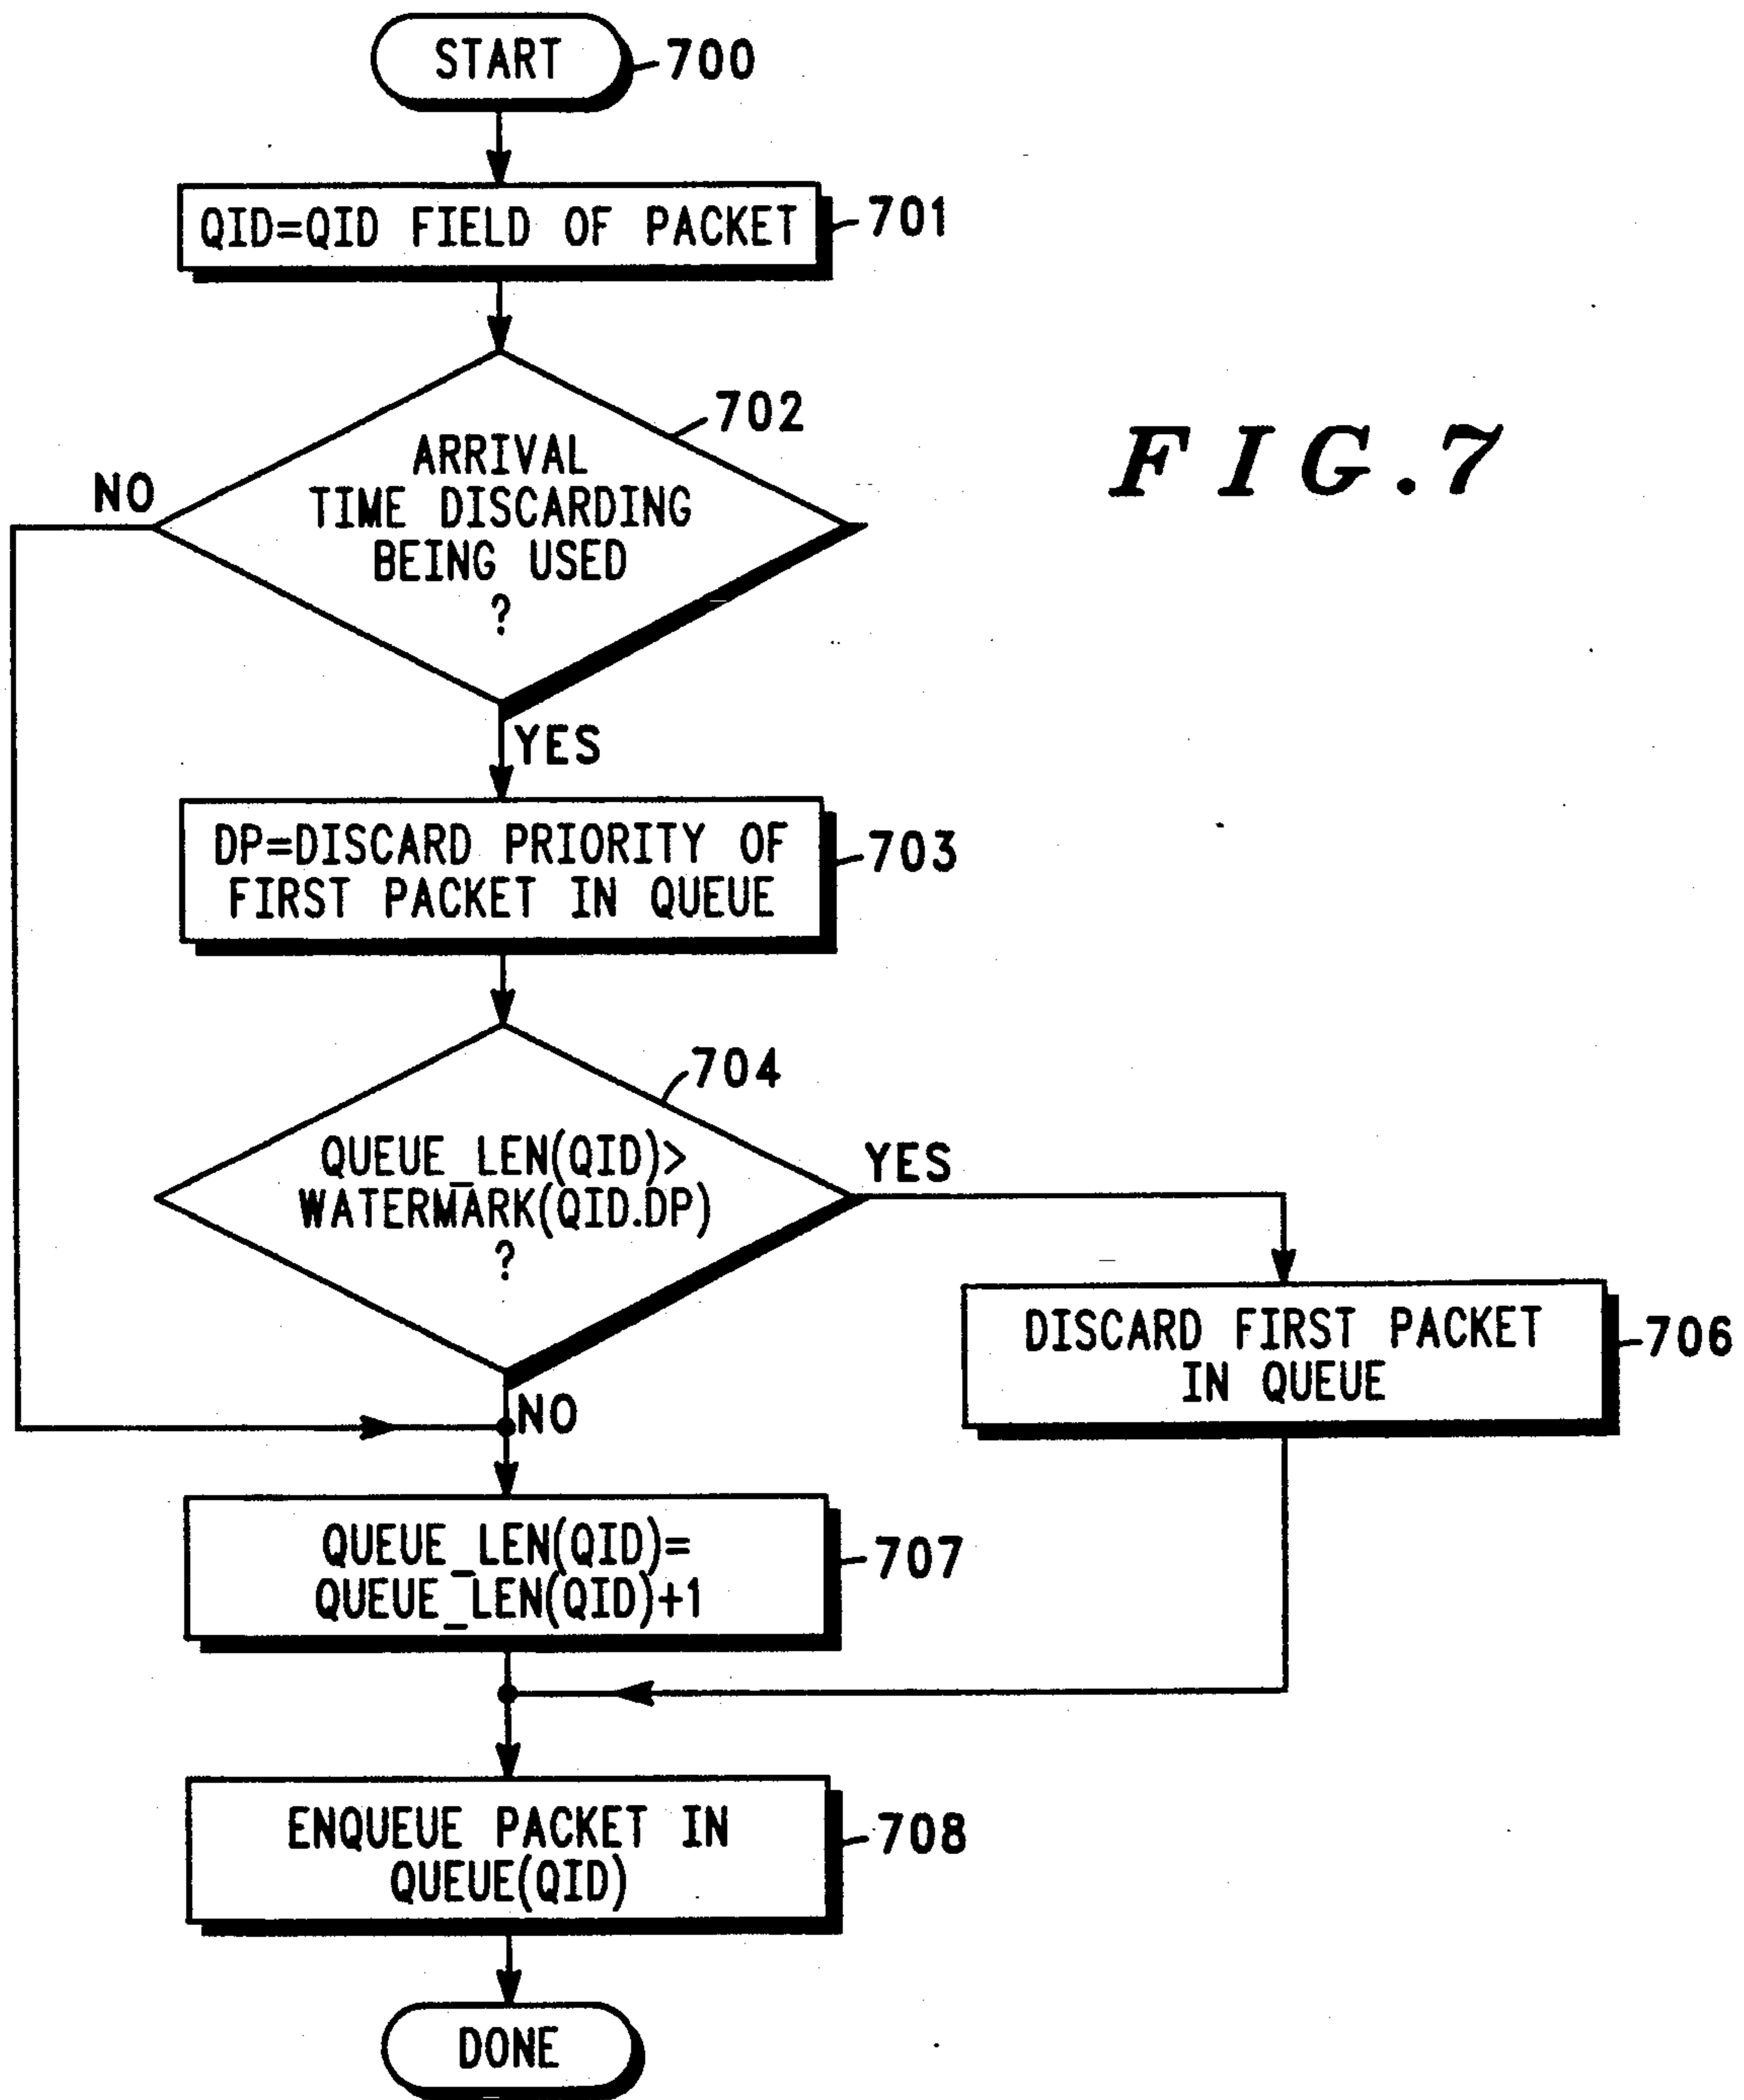 START
700
QID=QID FIELD OF PACKET
701
702
FIG.7
ARRIVAL
TIME DISCARDING
BEING USED
?
NO
YES
DP=DISCARD PRIORITY OF
FIRST PACKET IN QUEUE
703
704
QUEUE_LEN(QID)>
WATERMARK(QID.DP)
?
YES
NO
DISCARD FIRST PACKET
IN QUEUE
706
QUEUE_LEN(QID)=
QUEUE_LEN(QID)+1
707
ENQUEUE PACKET IN
QUEUE(QID)
708
DONE